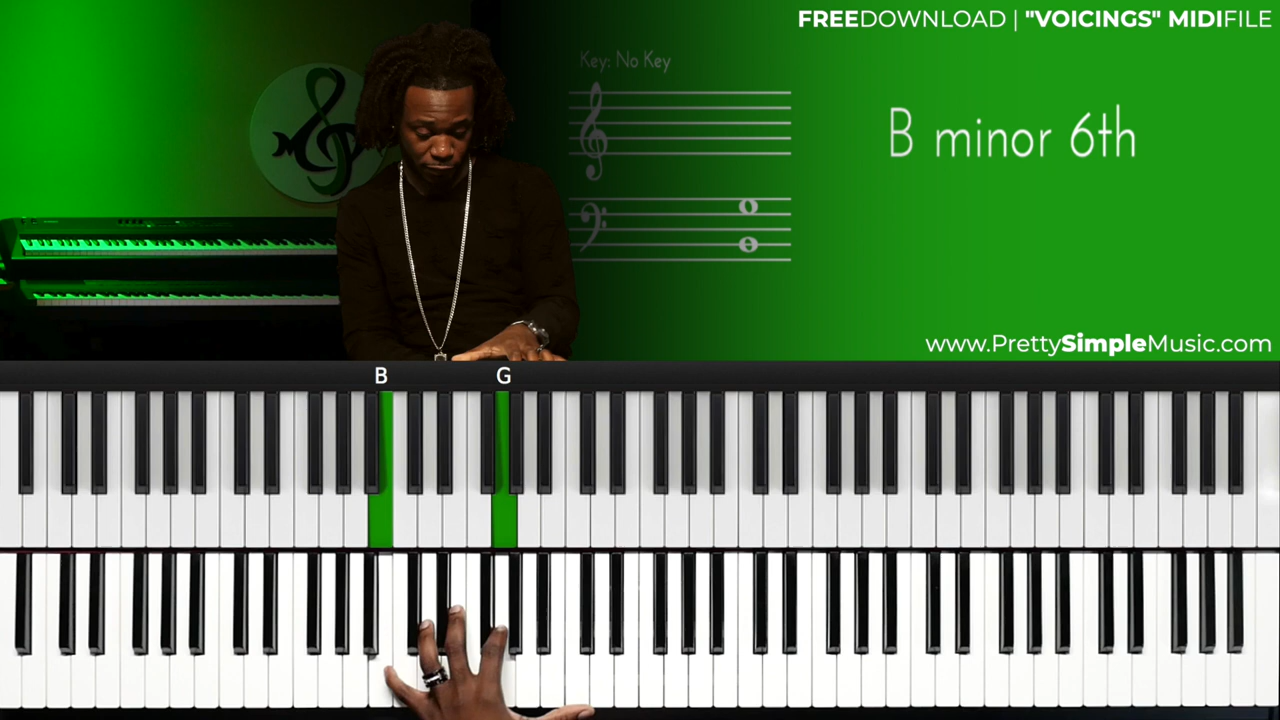 FREEDOWNLOAD | "VOICINGS" MIDIFILE
Key: No Key
B minor 6th
www.PrettySimpleMusic.com
B G